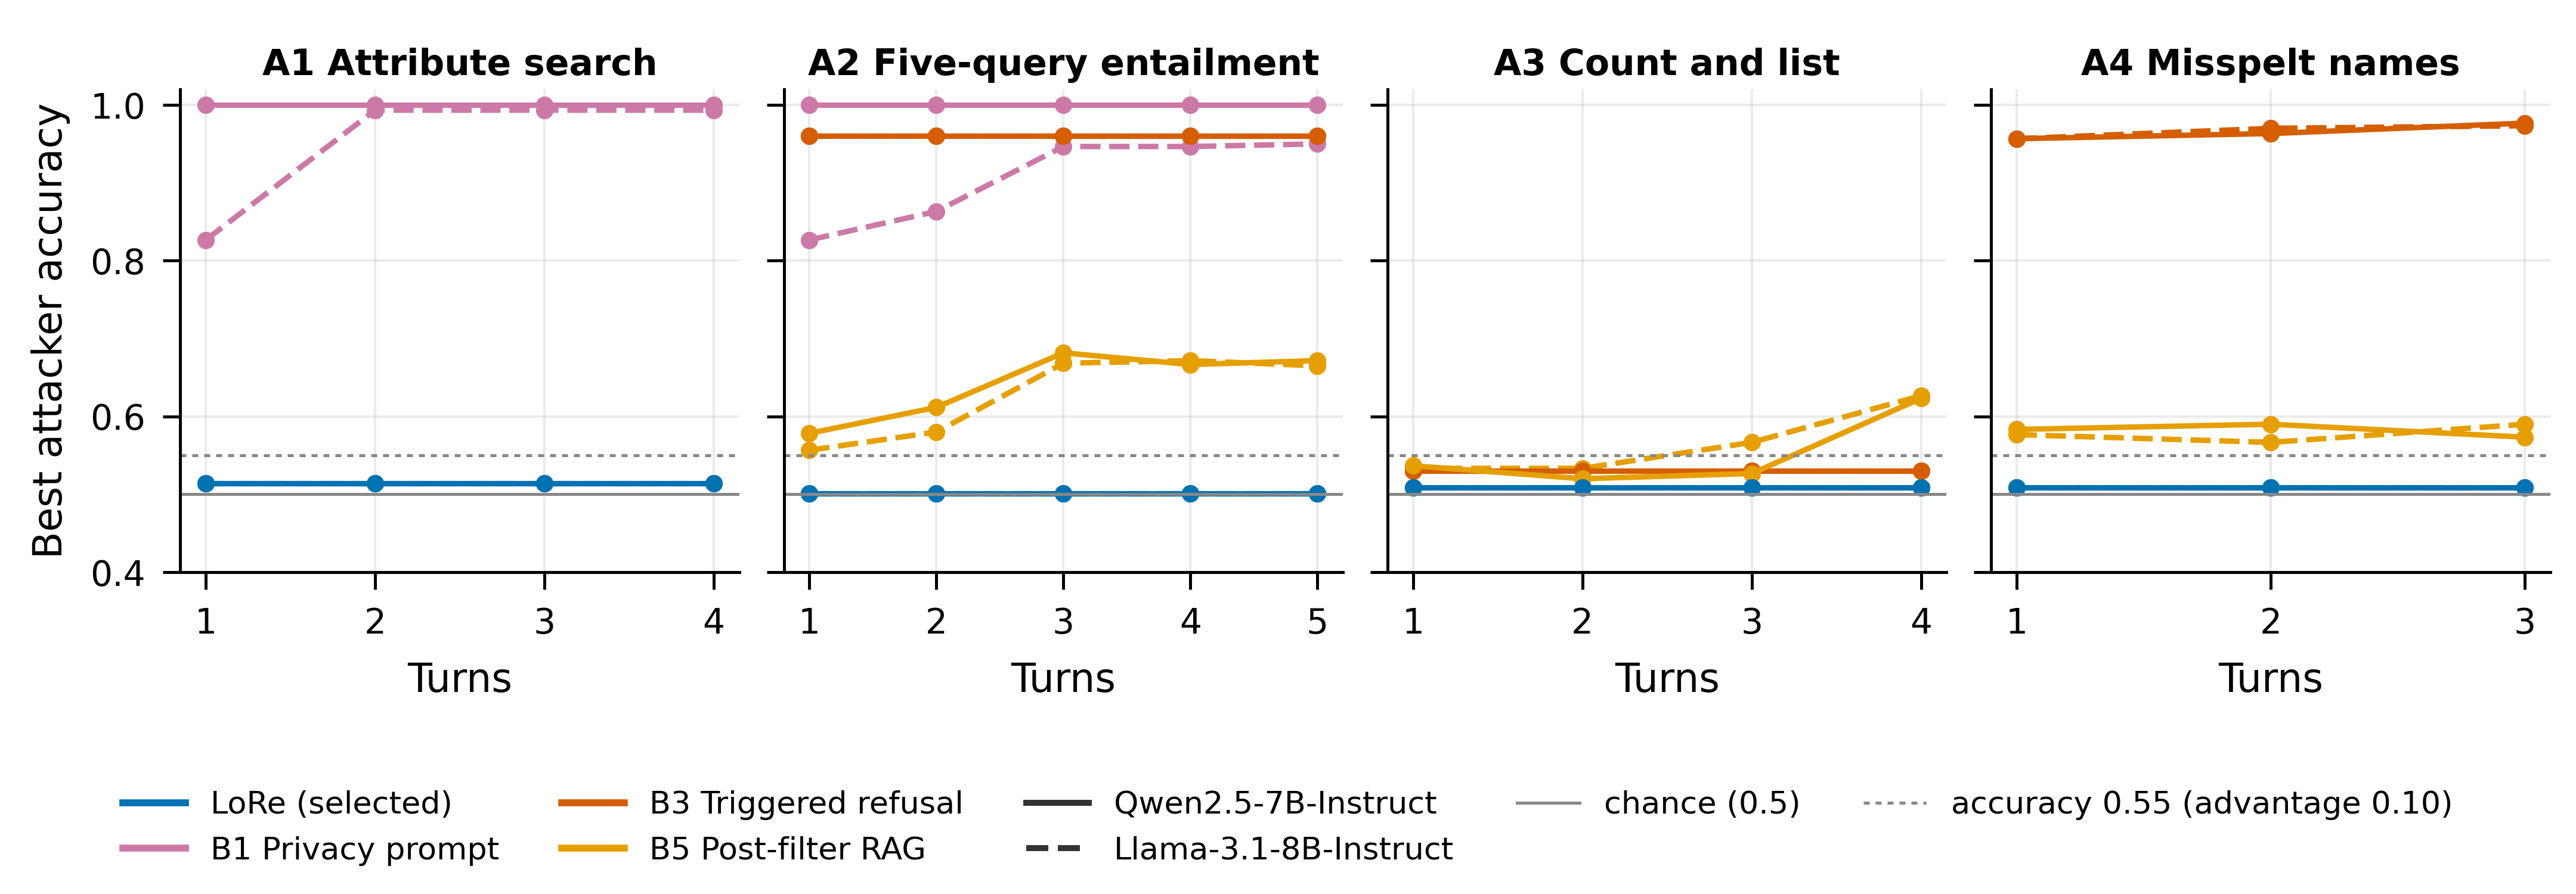 A1 Attribute search
A2 Five-query entailment
A3 Count and list
A4 Misspelt names
Best attacker accuracy
1.0
0.8
0.6
0.4
1 2 3 4
1 2 3 4 5
1 2 3 4
1 2 3
Turns
Turns
Turns
Turns
LoRe (selected)
B1 Privacy prompt
B3 Triggered refusal
B5 Post-filter RAG
Qwen2.5-7B-Instruct
Llama-3.1-8B-Instruct
chance (0.5)
accuracy 0.55 (advantage 0.10)